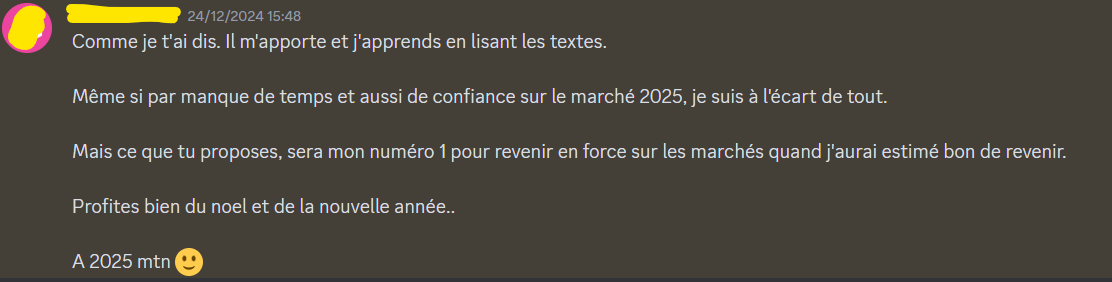 24/12/2024 15:48
Comme je t'ai dis. Il m'apporte et j'apprends en lisant les textes.
Même si par manque de temps et aussi de confiance sur le marché 2025, je suis à l'écart de tout.
Mais ce que tu proposes, sera mon numéro 1 pour revenir en force sur les marchés quand j'aurai estimé bon de revenir.
Profites bien du noel et de la nouvelle année..
A 2025 mtn 🙂